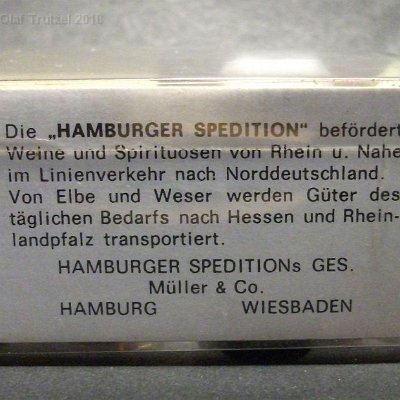 Olaf Trutzel 2018
Die „HAMBURGER SPEDITION“ befördert
Weine und Spirituosen von Rhein u. Nahe
im Linienverkehr nach Norddeutschland.
Von Elbe und Weser werden Güter des
täglichen Bedarfs nach Hessen und Rhein-
landpfalz transportiert.
HAMBURGER SPEDITIONs GES.
Müller & Co.
HAMBURG WIESBADEN